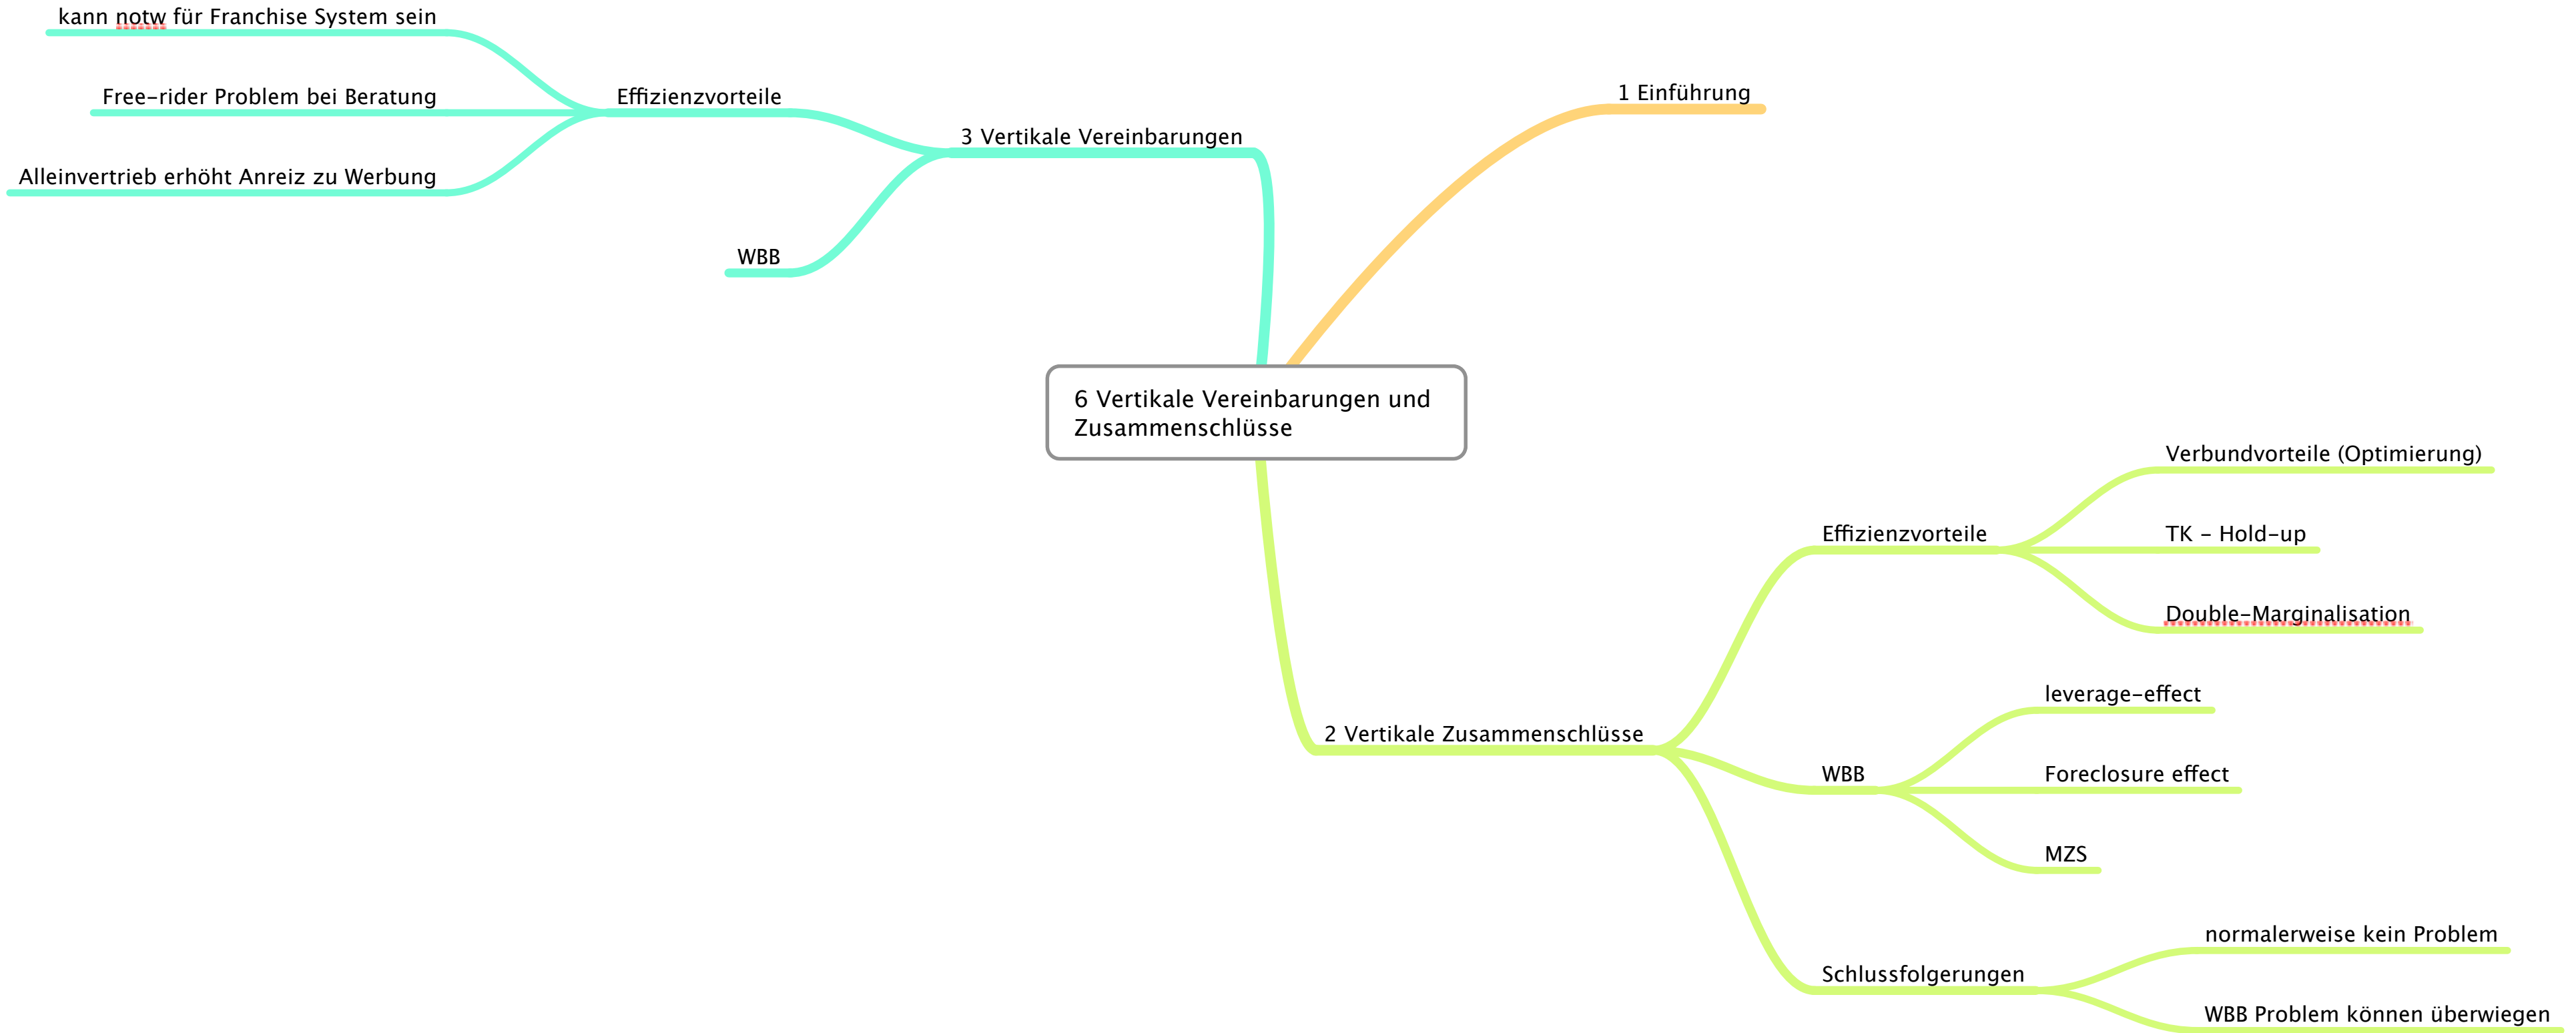 6 Vertikale Vereinbarungen und
Zusammenschlüsse
1 Einführung
2 Vertikale Zusammenschlüsse
Effizienzvorteile
Verbundvorteile (Optimierung)
TK - Hold-up
Double-Marginalisation
WBB
leverage-effect
Foreclosure effect
MZS
Schlussfolgerungen
normalerweise kein Problem
WBB Problem können überwiegen
3 Vertikale Vereinbarungen
Effizienzvorteile
kann notw für Franchise System sein
Free-rider Problem bei Beratung
Alleinvertrieb erhöht Anreiz zu Werbung
WBB